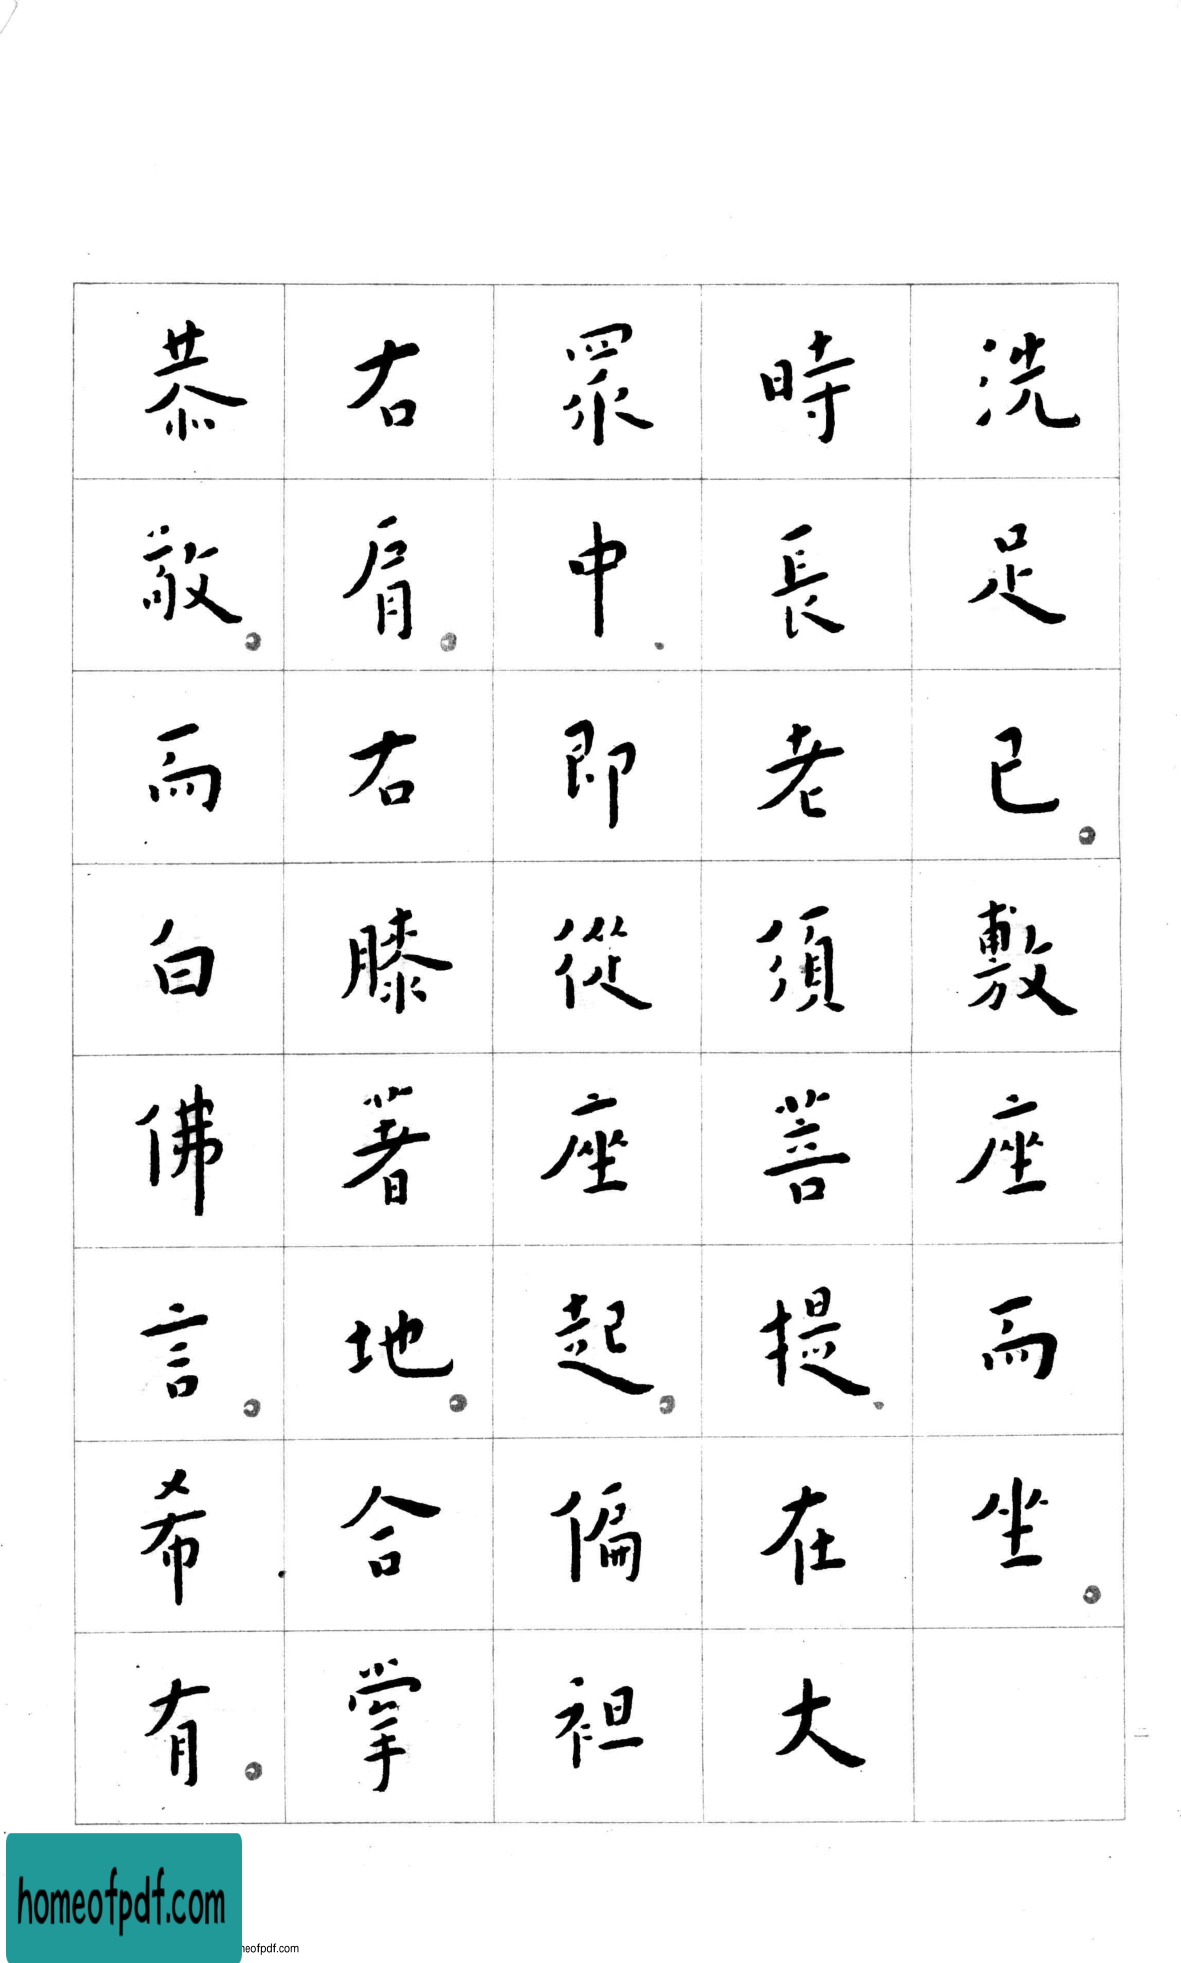 洗足已。敷座而坐。
時長老須菩提、在大
眾中、即從座起。偏袒
右肩。右膝著地。合掌
恭敬。而白佛言。希有。
二
homeofpdf.com
neofpdf.com